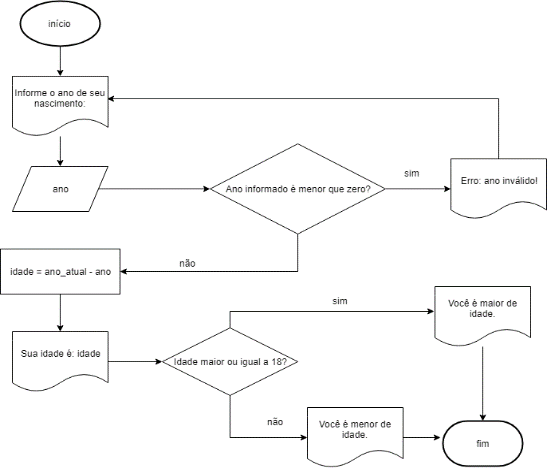 início
Informe o ano de seu
nascimento:
ano
Ano informado é menor que zero?
sim
Erro: ano inválido!
não
idade = ano_atual - ano
Sua idade é: idade
Idade maior ou igual a 18?
sim
Você é maior de
idade.
não
Você é menor de
idade.
fim